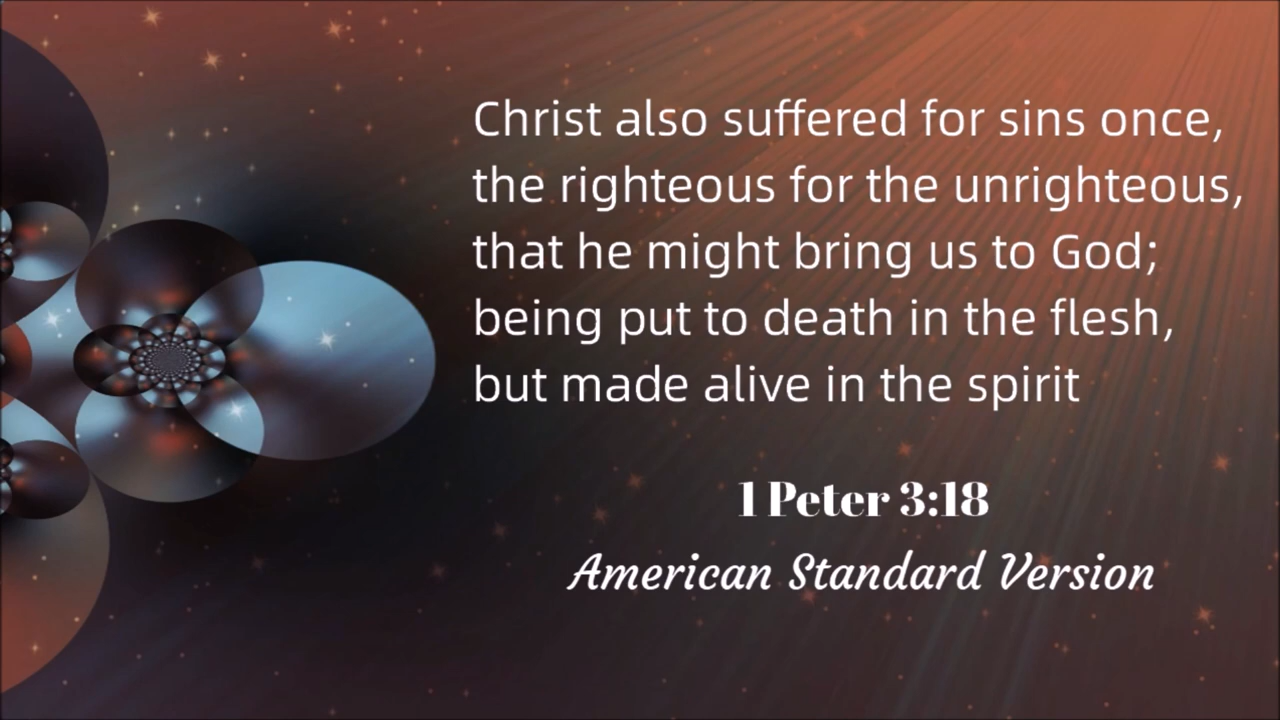 Christ also suffered for sins once,
the righteous for the unrighteous,
that he might bring us to God;
being put to death in the flesh,
but made alive in the spirit
1 Peter 3:18
American Standard Version